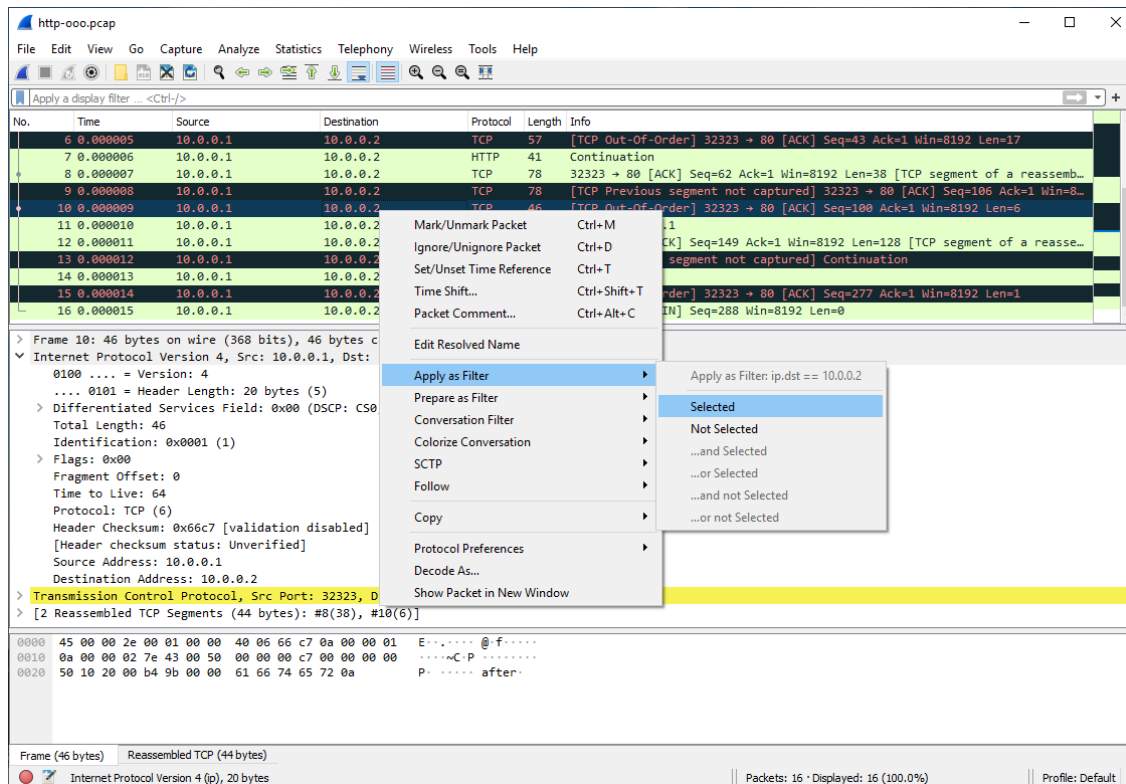 http-ooo.pcap
File Edit View Go Capture Analyze Statistics Telephony Wireless Tools Help
Apply a display filter ... <Ctrl-/>
No. Time Source Destination Protocol Length Info
6 0.000005 10.0.0.1 10.0.0.2 TCP 57 [TCP Out-Of-Order] 32323 → 80 [ACK] Seq=43 Ack=1 Win=8192 Len=17
7 0.000006 10.0.0.1 10.0.0.2 HTTP 41 Continuation
8 0.000007 10.0.0.1 10.0.0.2 TCP 78 32323 → 80 [ACK] Seq=62 Ack=1 Win=8192 Len=38 [TCP segment of a reassemb…
9 0.000008 10.0.0.1 10.0.0.2 TCP 78 [TCP Previous segment not captured] 32323 → 80 [ACK] Seq=106 Ack=1 Win=8…
10 0.000009 10.0.0.1 10.0.0.2 TCP 46 [TCP Out-Of-Order] 32323 → 80 [ACK] Seq=100 Ack=1 Win=8192 Len=6
11 0.000010 10.0.0.1 10.0.0.2 .1
12 0.000011 10.0.0.1 10.0.0.2 CK] Seq=149 Ack=1 Win=8192 Len=128 [TCP segment of a reasse…
13 0.000012 10.0.0.1 10.0.0.2 segment not captured] Continuation
14 0.000013 10.0.0.1 10.0.0.2
15 0.000014 10.0.0.1 10.0.0.2 rder] 32323 → 80 [ACK] Seq=277 Ack=1 Win=8192 Len=1
16 0.000015 10.0.0.1 10.0.0.2 IN] Seq=288 Win=8192 Len=0
Mark/Unmark Packet Ctrl+M
Ignore/Unignore Packet Ctrl+D
Set/Unset Time Reference Ctrl+T
Time Shift... Ctrl+Shift+T
Packet Comment... Ctrl+Alt+C
Edit Resolved Name
Apply as Filter
Prepare as Filter
Conversation Filter
Colorize Conversation
SCTP
Follow
Copy
Protocol Preferences
Decode As...
Show Packet in New Window
Apply as Filter: ip.dst == 10.0.0.2
Selected
Not Selected
...and Selected
...or Selected
...and not Selected
...or not Selected
Frame 10: 46 bytes on wire (368 bits), 46 bytes c
Internet Protocol Version 4, Src: 10.0.0.1, Dst:
0100 .... = Version: 4
.... 0101 = Header Length: 20 bytes (5)
Differentiated Services Field: 0x00 (DSCP: CS0,
Total Length: 46
Identification: 0x0001 (1)
Flags: 0x00
Fragment Offset: 0
Time to Live: 64
Protocol: TCP (6)
Header Checksum: 0x66c7 [validation disabled]
[Header checksum status: Unverified]
Source Address: 10.0.0.1
Destination Address: 10.0.0.2
Transmission Control Protocol, Src Port: 32323, D
[2 Reassembled TCP Segments (44 bytes): #8(38), #10(6)]
0000 45 00 00 2e 00 01 00 00 40 06 66 c7 0a 00 00 01 E··.···· @·f·····
0010 0a 00 00 02 7e 43 00 50 00 00 00 c7 00 00 00 00 ····~C·P ········
0020 50 10 20 00 b4 9b 00 00 61 66 74 65 72 0a P· ····· after·
Frame (46 bytes) Reassembled TCP (44 bytes)
Internet Protocol Version 4 (ip), 20 bytes Packets: 16 · Displayed: 16 (100.0%) Profile: Default